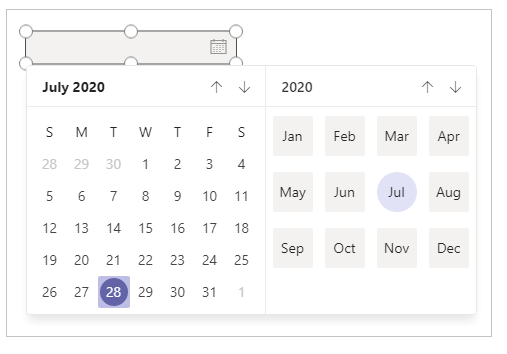 July 2020
S M T W T F S
28 29 30 1 2 3 4
5 6 7 8 9 10 11
12 13 14 15 16 17 18
19 20 21 22 23 24 25
26 27 28 29 30 31 1
2020
Jan Feb Mar Apr
May Jun Jul Aug
Sep Oct Nov Dec